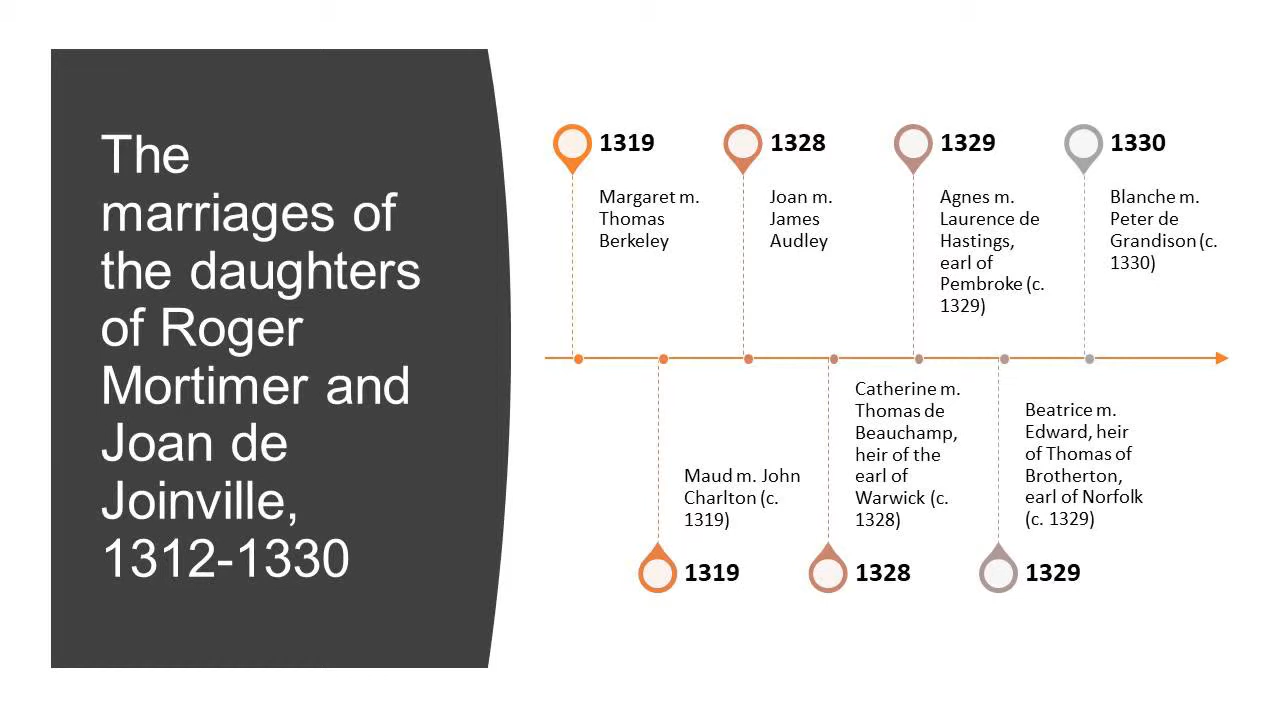 The
marriages of
the daughters
of Roger
Mortimer and
Joan de
Joinville,
1312-1330
1319
Margaret m.
Thomas
Berkeley
1328
Joan m.
James
Audley
1329
Agnes m.
Laurence de
Hastings,
earl of
Pembroke (c.
1329)
1330
Blanche m.
Peter de
Grandison (c.
1330)
Maud m. John
Charlton (c.
1319)
1319
Catherine m.
Thomas de
Beauchamp,
heir of the
earl of
Warwick (c.
1328)
1328
Beatrice m.
Edward, heir
of Thomas of
Brotherton,
earl of Norfolk
(c. 1329)
1329